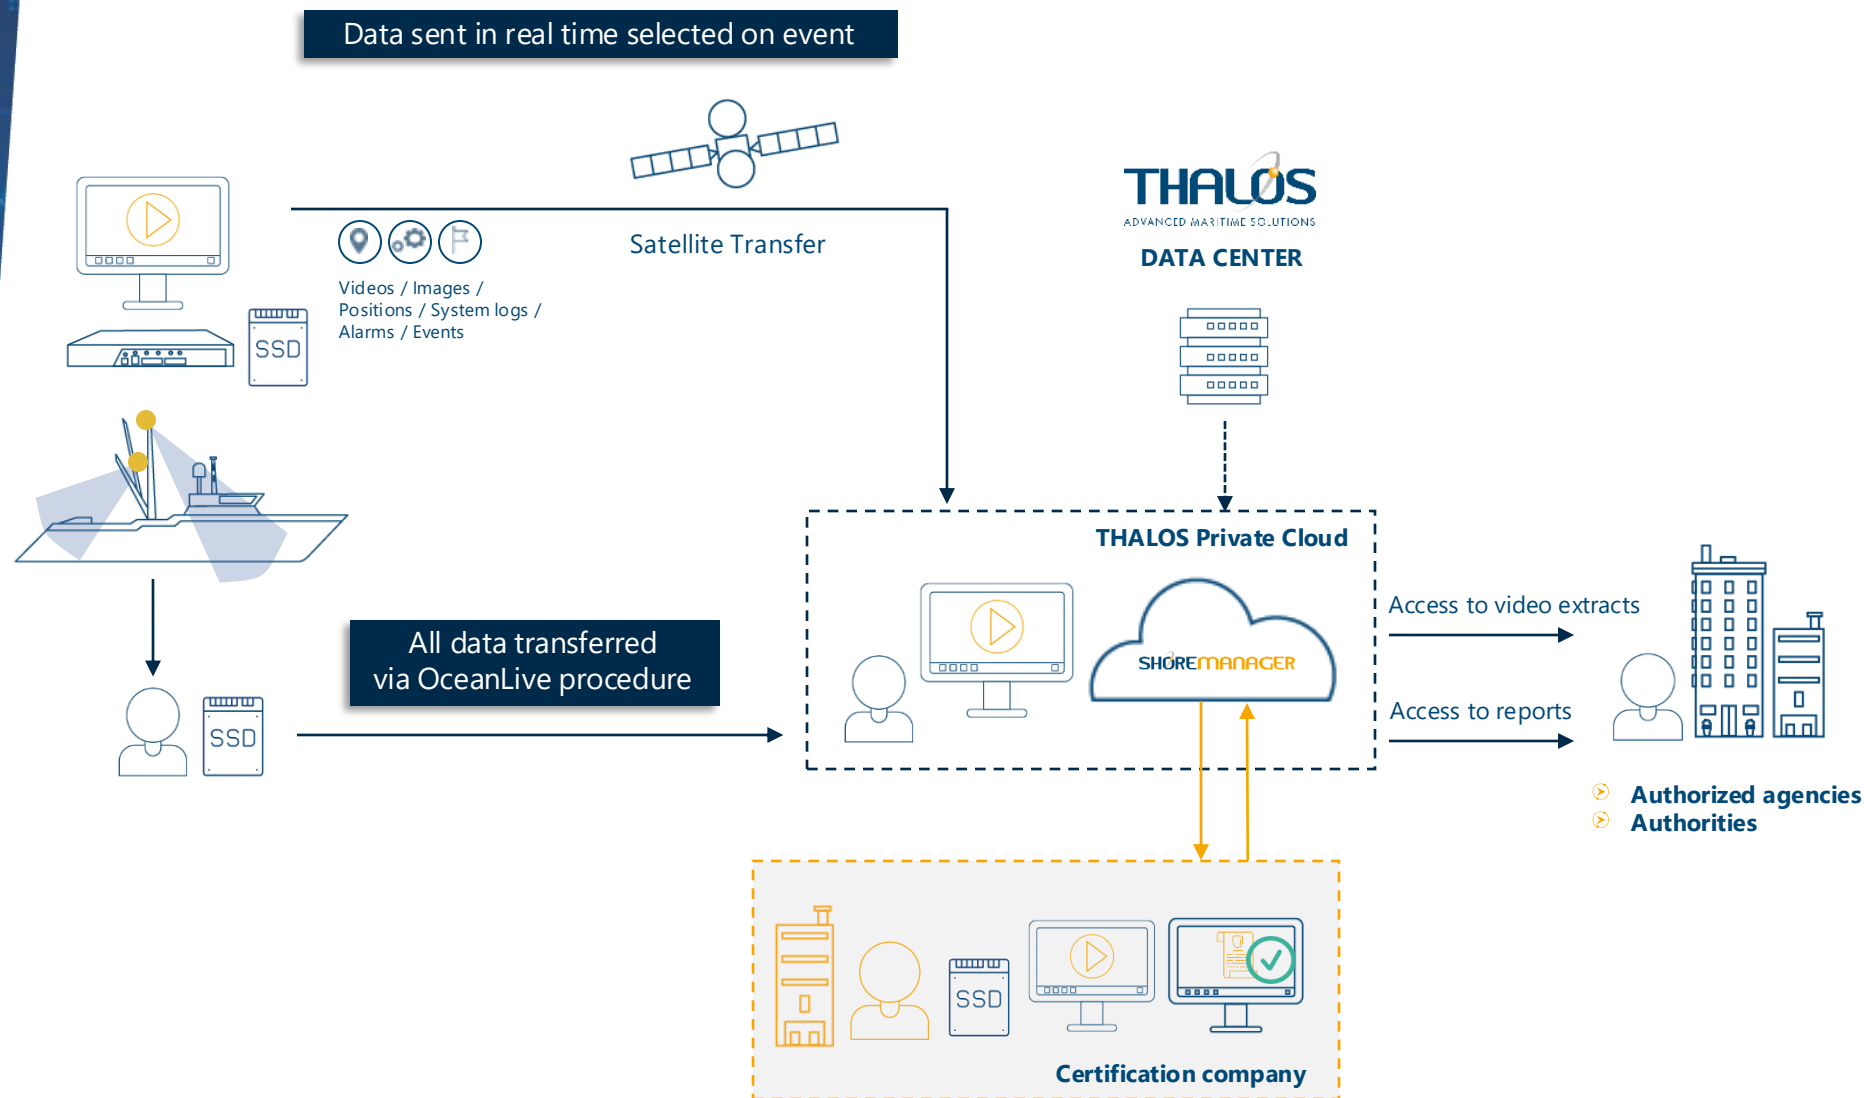 Data sent in real time selected on event
THALOS
ADVANCED MARITIME SOLUTIONS
DATA CENTER
Satellite Transfer
Videos / Images /
Positions / System logs /
Alarms / Events
SSD
THALOS Private Cloud
SHOREMANAGER
Access to video extracts
Access to reports
All data transferred
via OceanLive procedure
SSD
Authorized agencies
Authorities
SSD
Certification company